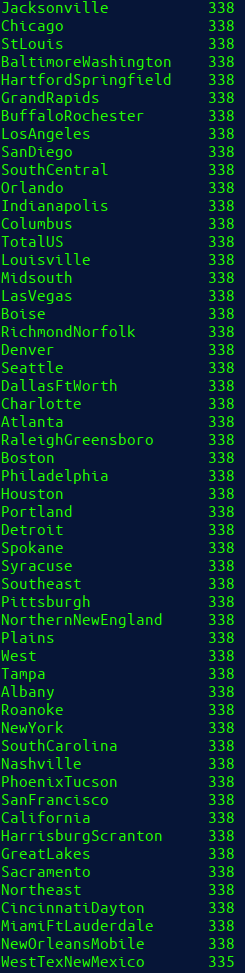 Jacksonville 338
Chicago 338
StLouis 338
BaltimoreWashington 338
HartfordSpringfield 338
GrandRapids 338
BuffaloRochester 338
LosAngeles 338
SanDiego 338
SouthCentral 338
Orlando 338
Indianapolis 338
Columbus 338
TotalUS 338
Louisville 338
Midsouth 338
LasVegas 338
Boise 338
RichmondNorfolk 338
Denver 338
Seattle 338
DallasFtWorth 338
Charlotte 338
Atlanta 338
RaleighGreensboro 338
Boston 338
Philadelphia 338
Houston 338
Portland 338
Detroit 338
Spokane 338
Syracuse 338
Southeast 338
Pittsburgh 338
NorthernNewEngland 338
Plains 338
West 338
Tampa 338
Albany 338
Roanoke 338
NewYork 338
SouthCarolina 338
Nashville 338
PhoenixTucson 338
SanFrancisco 338
California 338
HarrisburgScranton 338
GreatLakes 338
Sacramento 338
Northeast 338
CincinnatiDayton 338
MiamiFtLauderdale 338
NewOrleansMobile 338
WestTexNewMexico 335